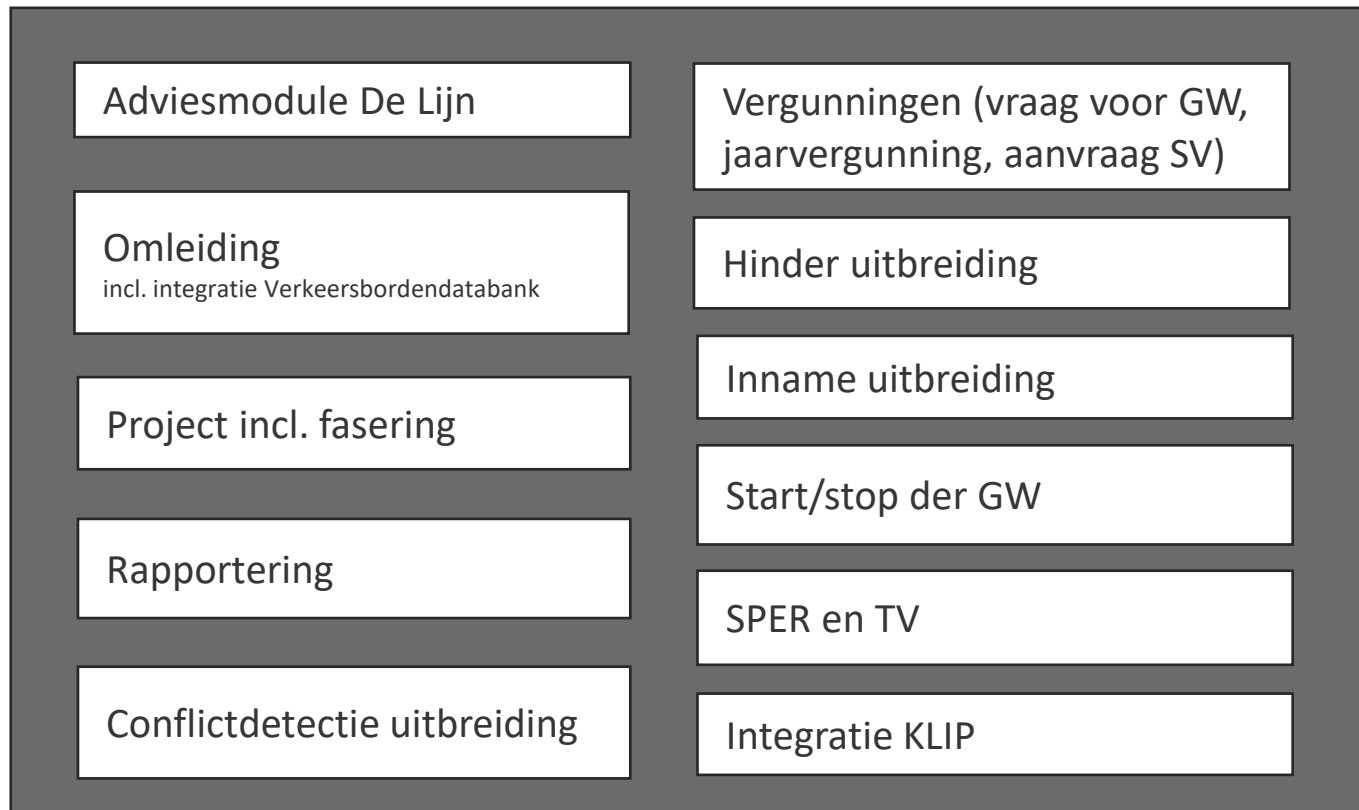 Adviesmodule De Lijn
Omleiding
incl. integratie Verkeersbordendatabank
Project incl. fasering
Rapportering
Conflictdetectie uitbreiding
Vergunningen (vraag voor GW,
jaarvergunning, aanvraag SV)
Hinder uitbreiding
Inname uitbreiding
Start/stop der GW
SPER en TV
Integratie KLIP